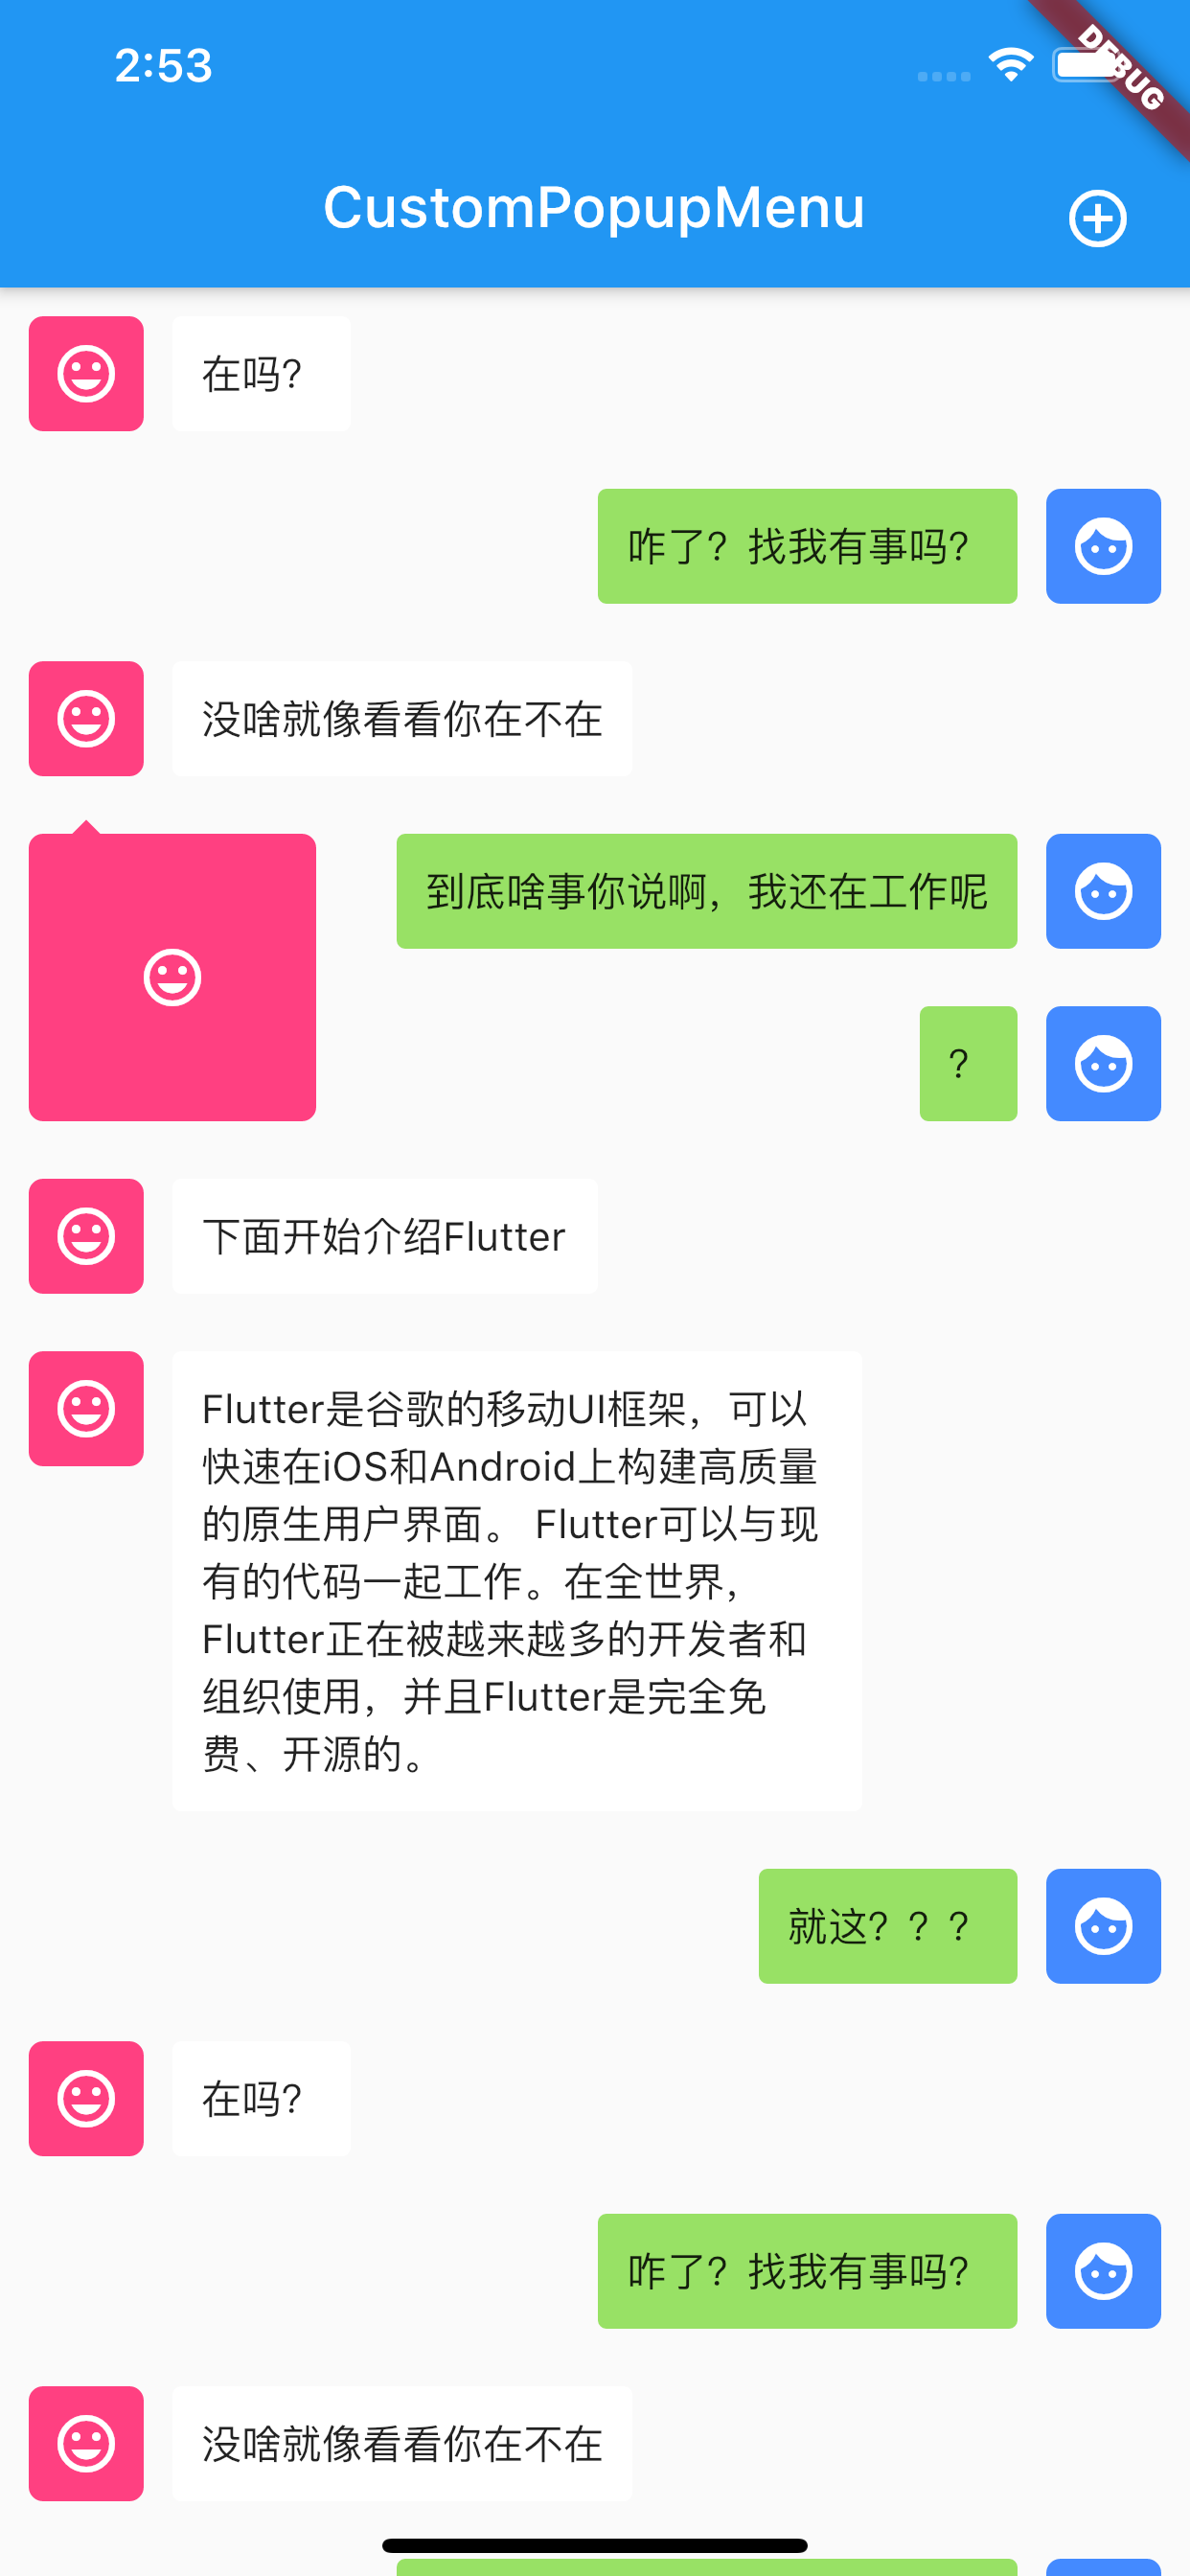 2:53
DEBUG
CustomPopupMenu
在吗？
咋了？找我有事吗？
没啥就像看看你在不在
到底啥事你说啊，我还在工作呢
？
下面开始介绍Flutter
Flutter是谷歌的移动UI框架，可以
快速在iOS和Android上构建高质量
的原生用户界面。 Flutter可以与现
有的代码一起工作。在全世界，
Flutter正在被越来越多的开发者和
组织使用，并且Flutter是完全免
费、开源的。
就这？？？
在吗？
咋了？找我有事吗？
没啥就像看看你在不在